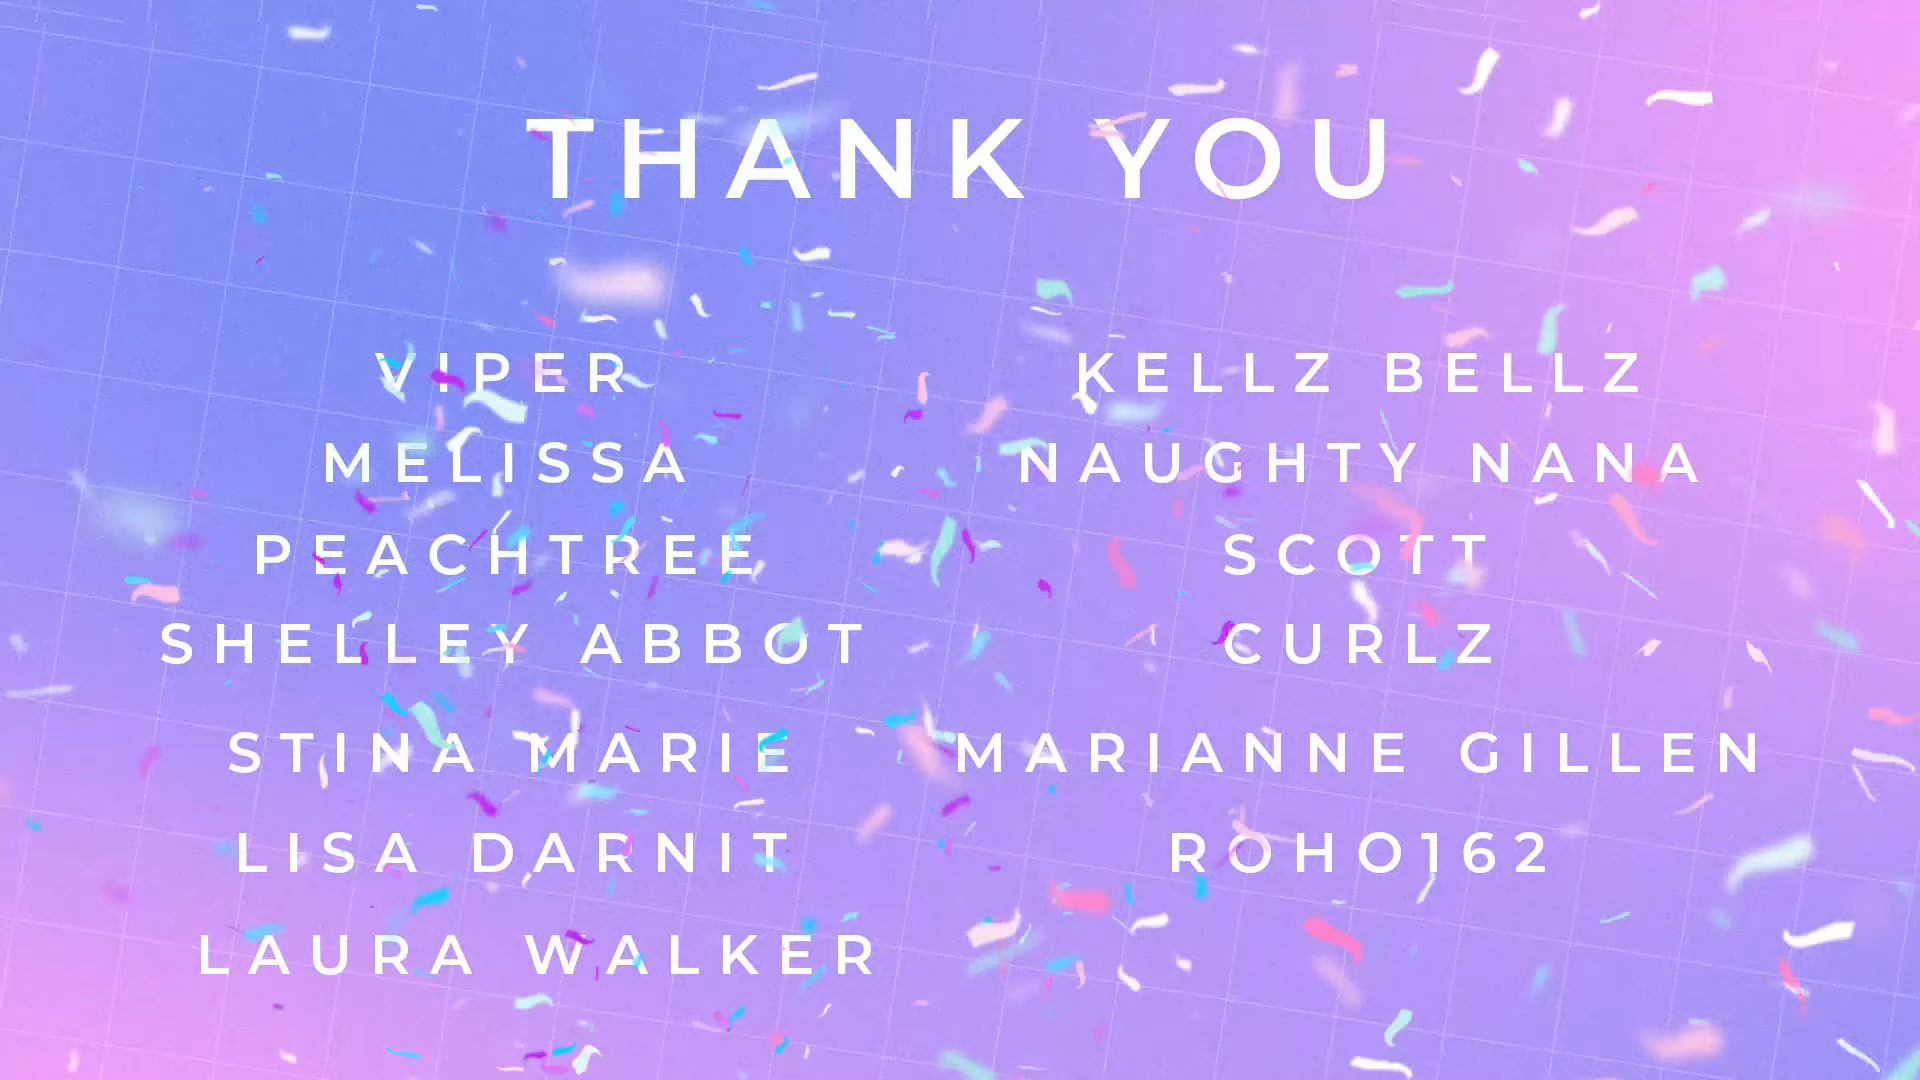 THANK YOU
VIPER
MELISSA
PEACHTREE
SHELLEY ABBOT
STINA MARIE
LISA DARNIT
LAURA WALKER
KELLZ BELLZ
NAUGHTY NANA
SCOTT
CURLZ
MARIANNE GILLEN
ROHO162